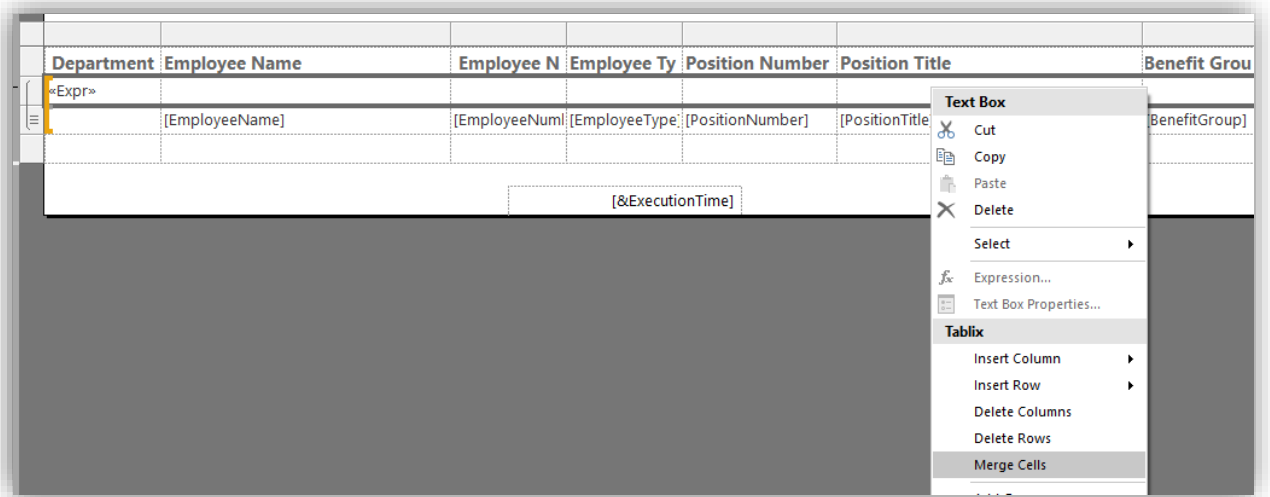 Department Employee Name Employee N Employee Ty Position Number Position Title Benefit Grou
«Expr»
[EmployeeName] [EmployeeNuml [EmployeeType] [PositionNumber] [PositionTitle] [BenefitGroup]
[&ExecutionTime]
Text Box
Cut
Copy
Paste
Delete
Select
fx Expression...
Text Box Properties...
Tablix
Insert Column
Insert Row
Delete Columns
Delete Rows
Merge Cells